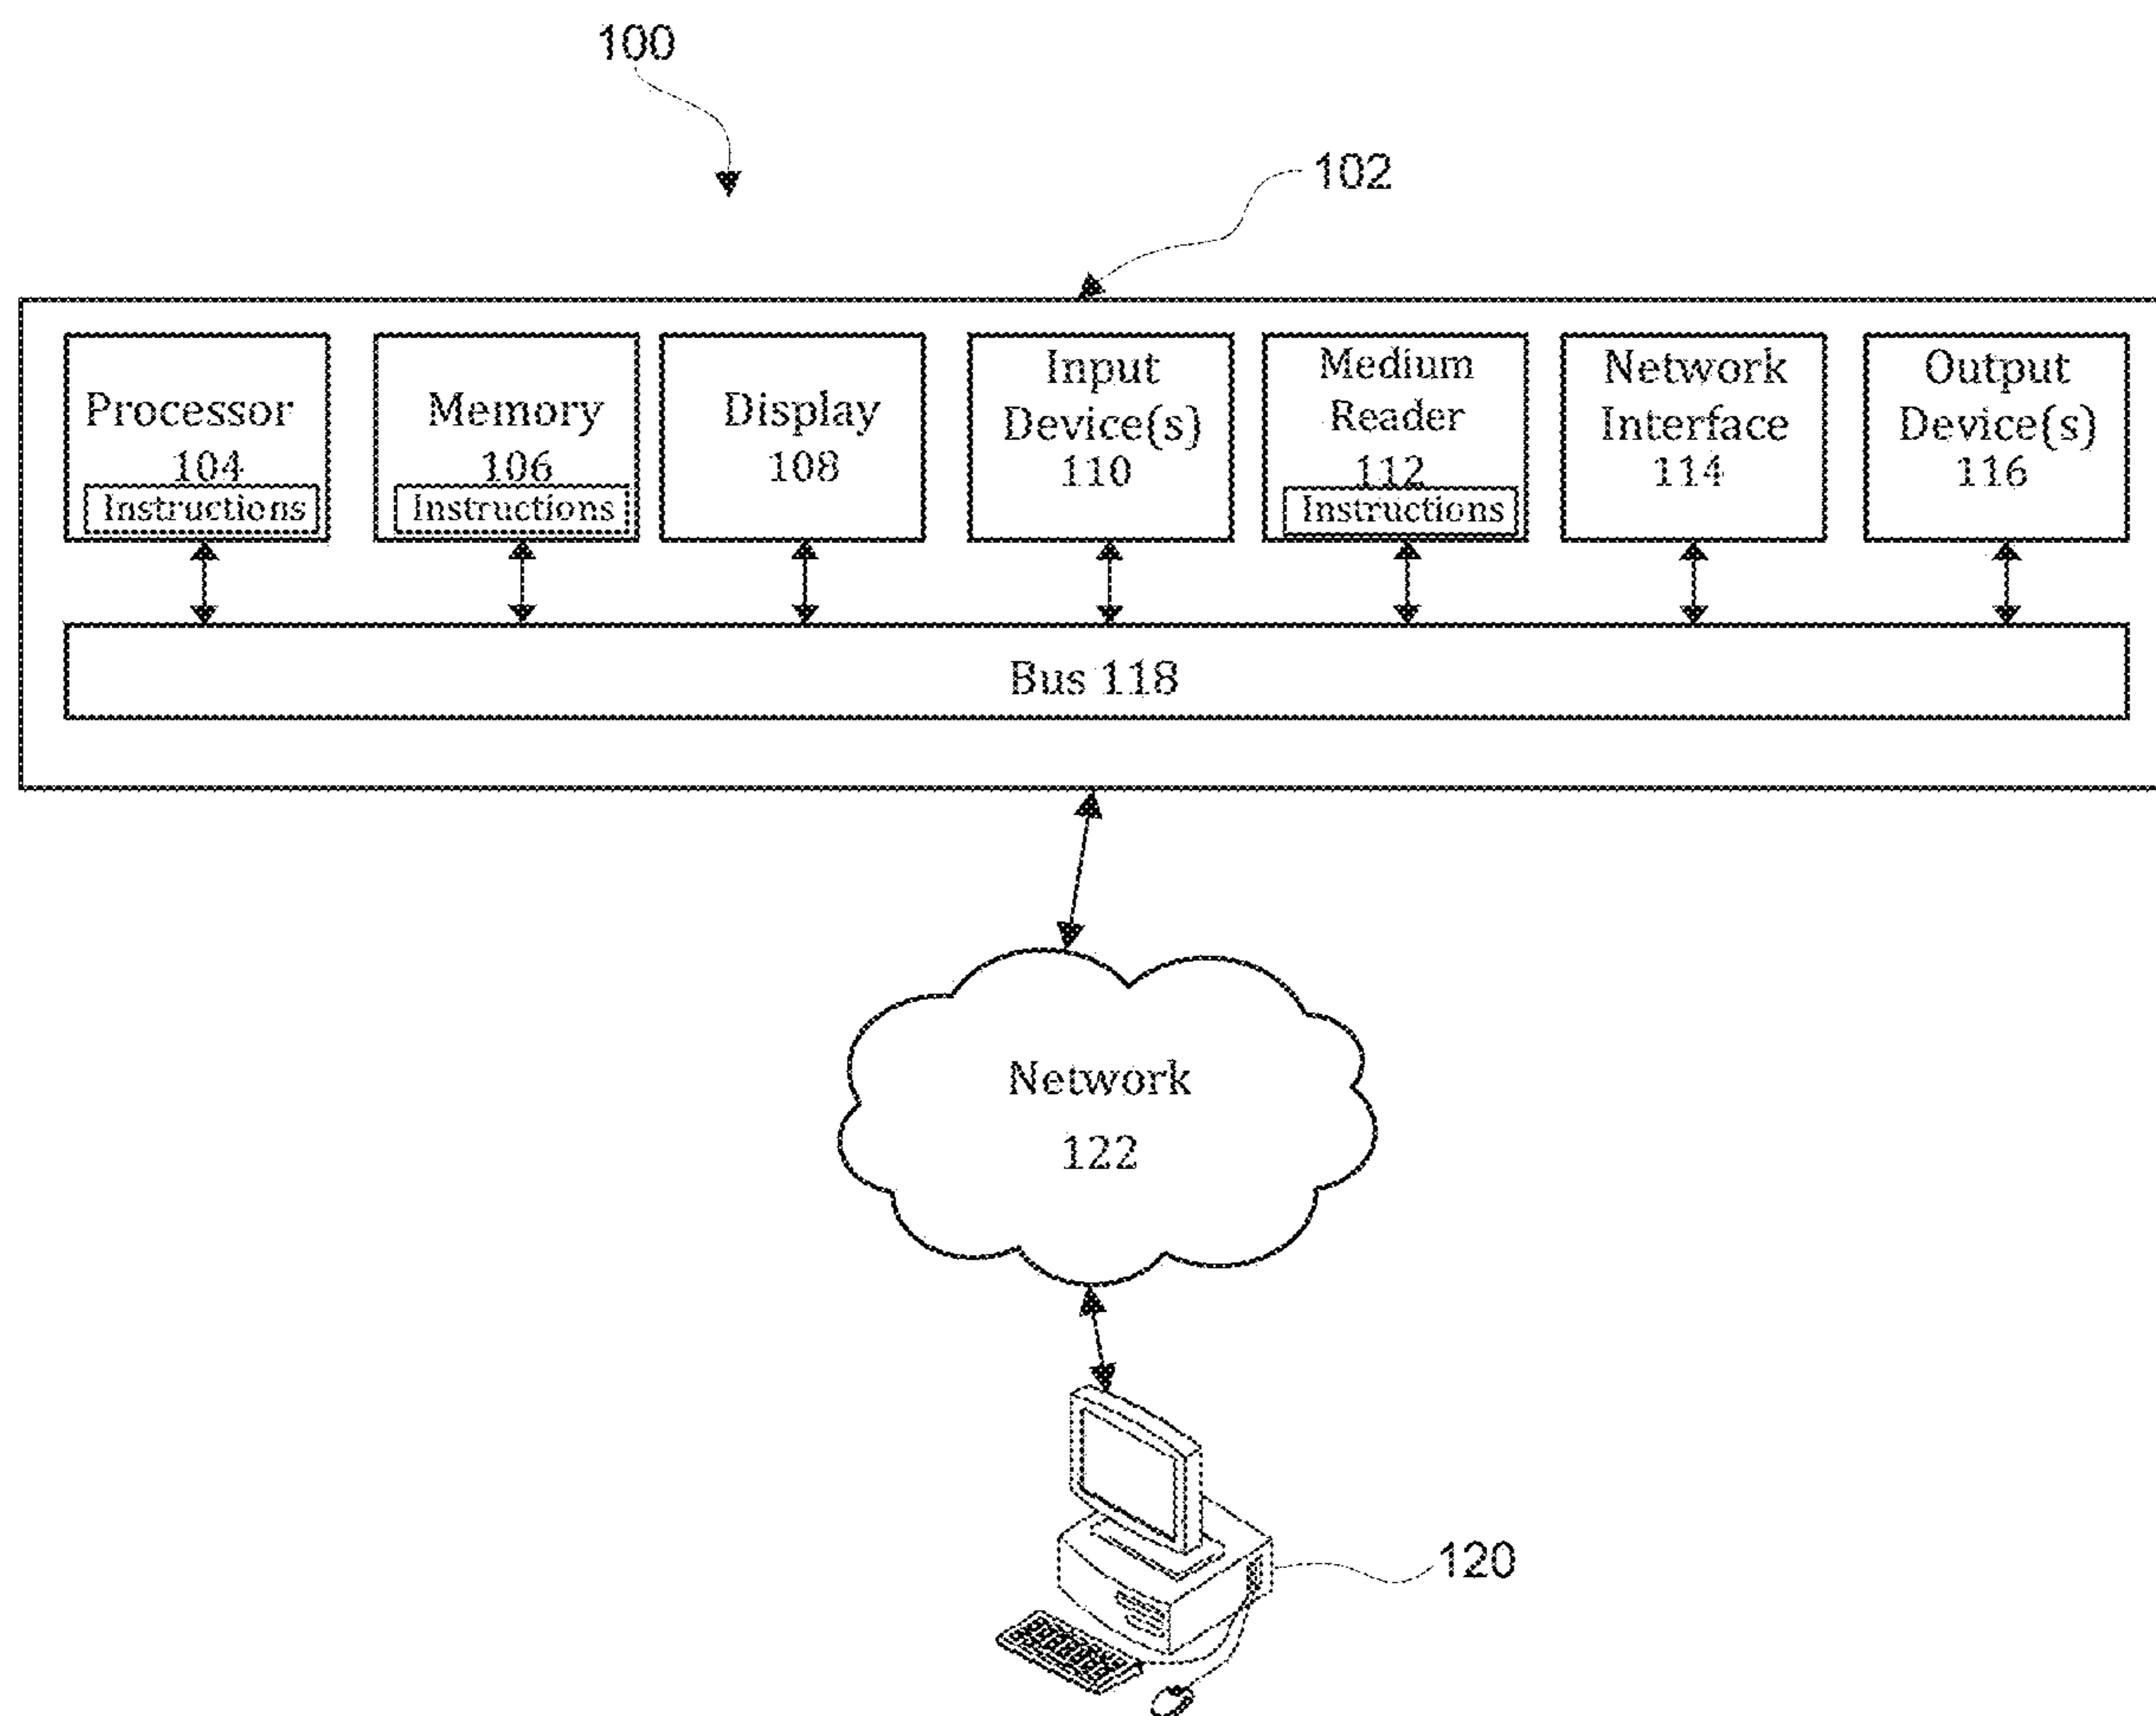 100
102
Processor
104
Instructions
Memory
106
Instructions
Display
108
Input
Device(s)
110
Medium
Reader
112
Instructions
Network
Interface
114
Output
Device(s)
116
Bus 118
Network
122
120